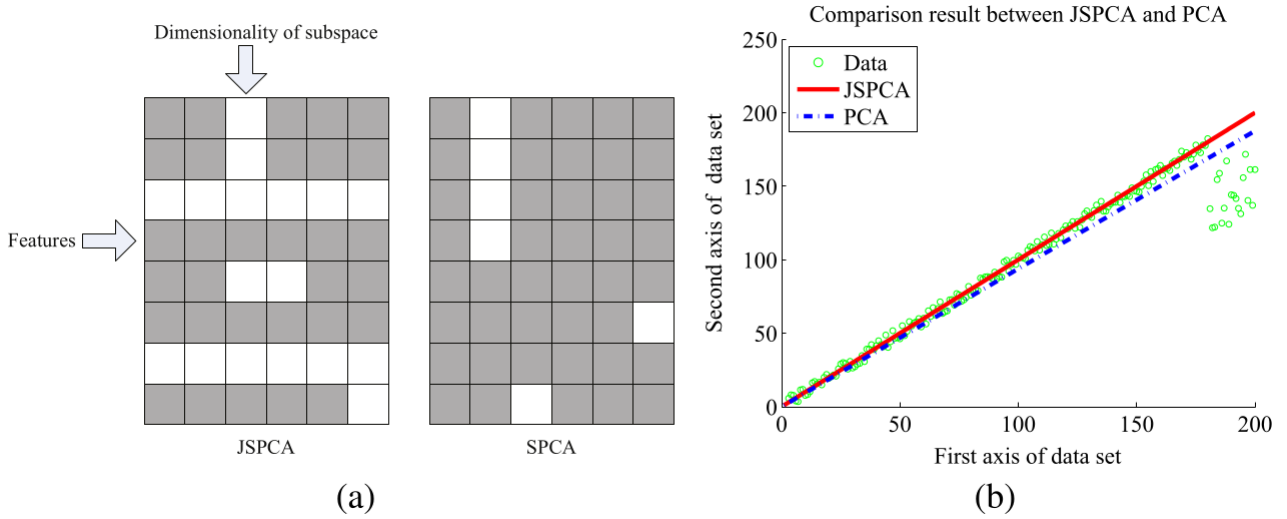 Dimensionality of subspace
Features
JSPCA
SPCA
(a)
Comparison result between JSPCA and PCA
250
200
150
100
50
0
Second axis of data set
Data
JSPCA
PCA
0
50
100
150
200
First axis of data set
(b)